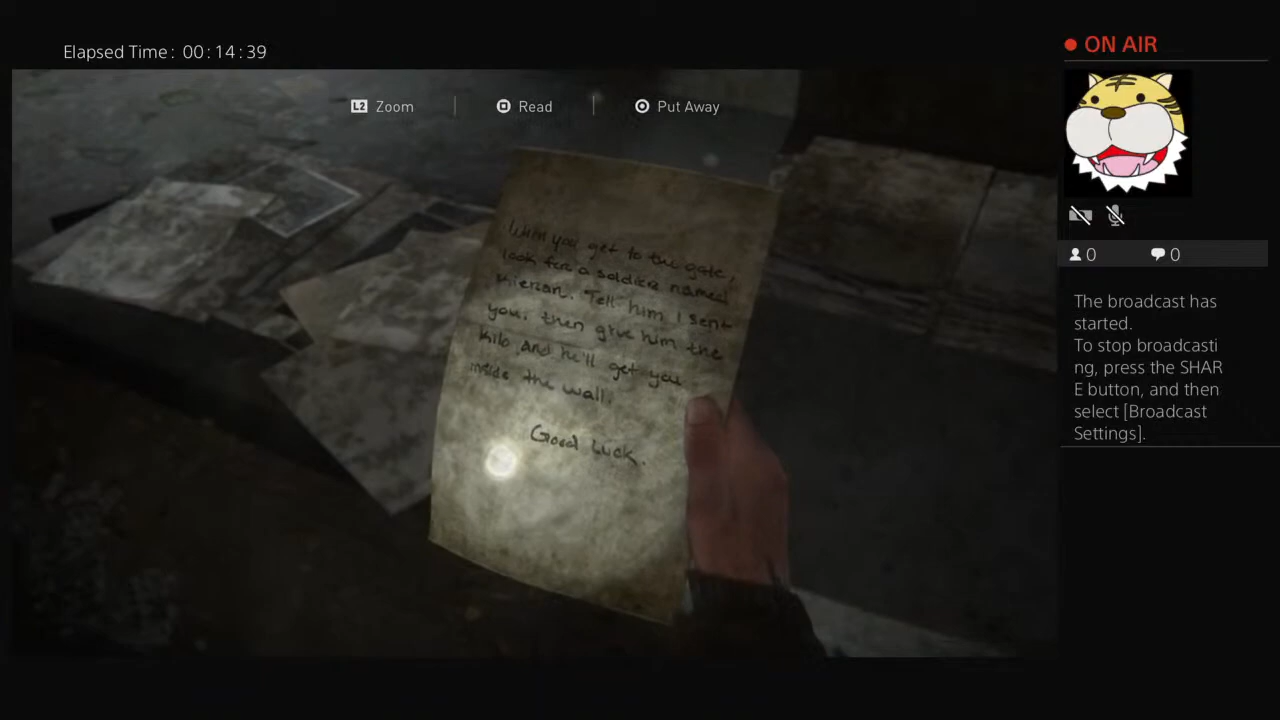 Elapsed Time: 00:14:39
ON AIR
L2 Zoom
Read
Put Away
When you get to the gate,
look for a soldier named
Kiernan. Tell him I sent
you, then give him the
kilo and he'll get you
inside the wall.
Good luck.
0
0
The broadcast has
started.
To stop broadcasti
ng, press the SHAR
E button, and then
select [Broadcast
Settings].